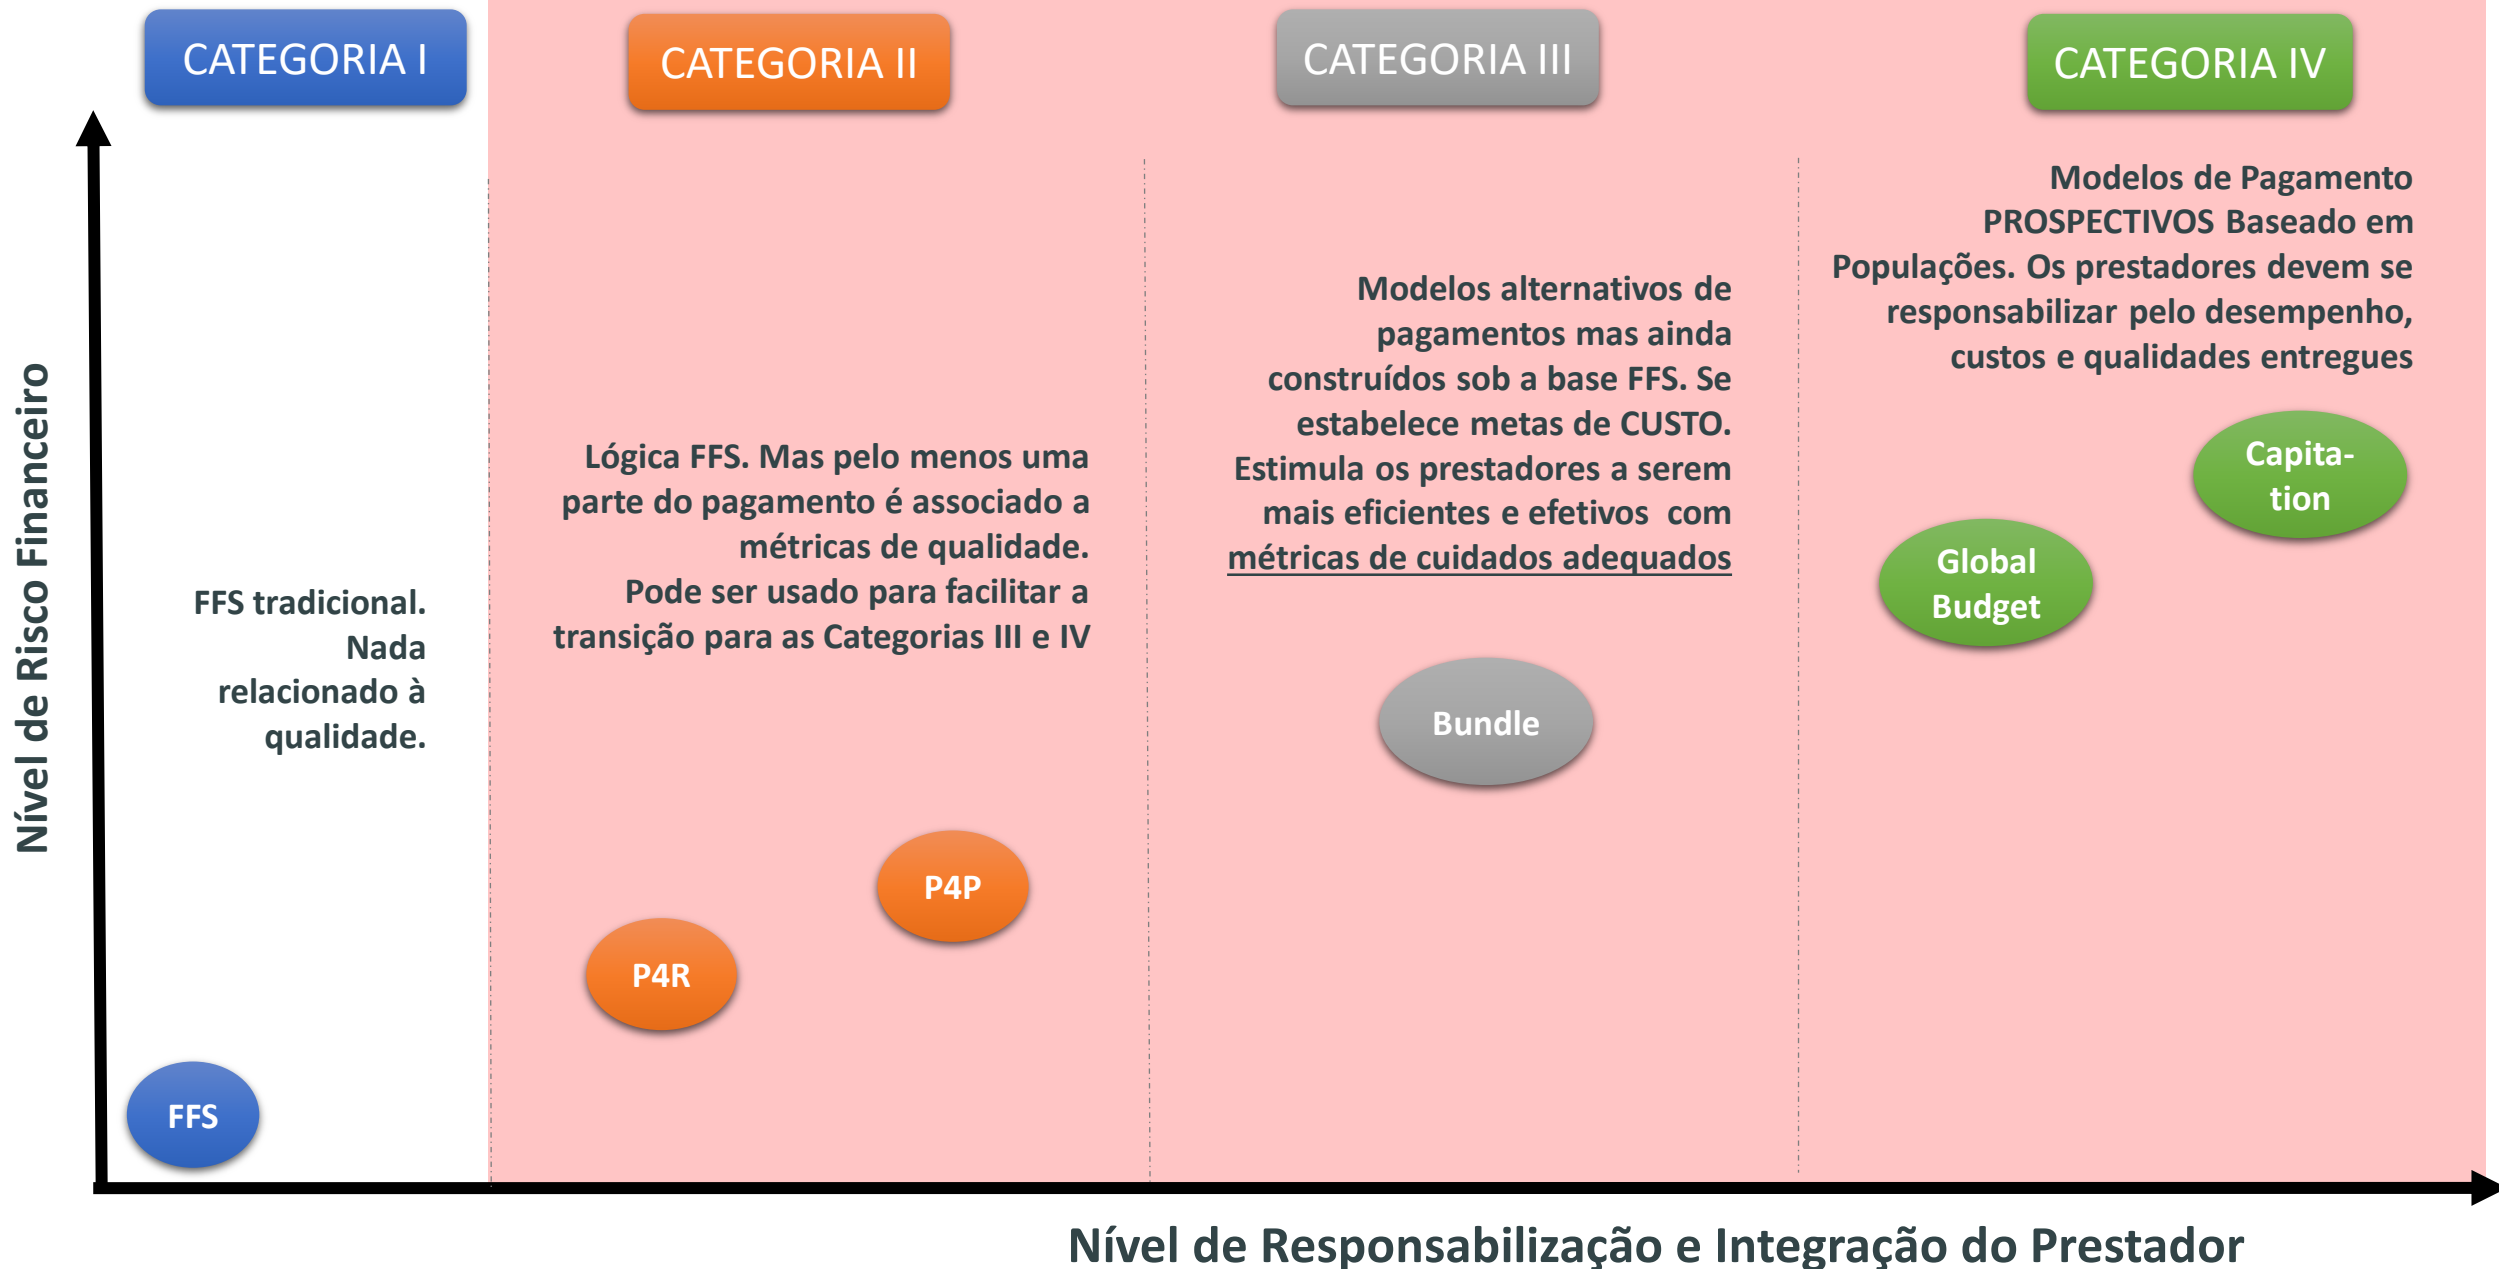 CATEGORIA I
CATEGORIA II
CATEGORIA III
CATEGORIA IV
Nível de Risco Financeiro
FFS tradicional.
Nada
relacionado à
qualidade.
FFS
Lógica FFS. Mas pelo menos uma
parte do pagamento é associado a
métricas de qualidade.
Pode ser usado para facilitar a
transição para as Categorias III e IV
P4R
P4P
Modelos alternativos de
pagamentos mas ainda
construídos sob a base FFS. Se
estabelece metas de CUSTO.
Estimula os prestadores a serem
mais eficientes e efetivos  com
métricas de cuidados adequados
Bundle
Modelos de Pagamento
PROSPECTIVOS Baseado em
Populações. Os prestadores devem se
responsabilizar pelo desempenho,
custos e qualidades entregues
Global
Budget
Capita-
tion
Nível de Responsabilização e Integração do Prestador